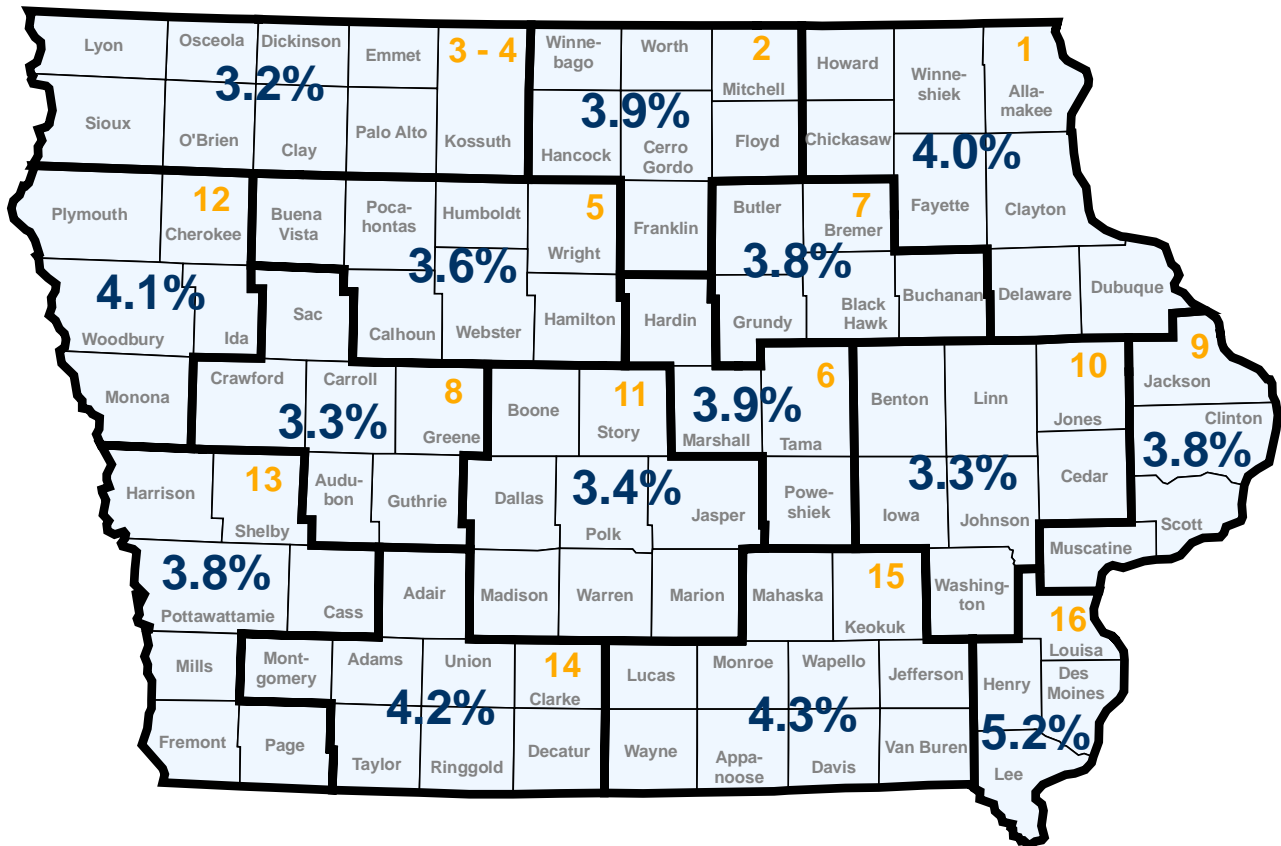 Lyon
Osceola
Dickinson
Emmet
3 - 4
3.2%
Sioux
O'Brien
Clay
Palo Alto
Kossuth
Winne-
bago
Worth
2
Mitchell
3.9%
Hancock
Cerro
Gordo
Floyd
Franklin
Howard
Winne-
shiek
1
Alla-
makee
Chickasaw
4.0%
Fayette
Clayton
Delaware
Dubuque
Plymouth
12
Cherokee
4.1%
Woodbury
Ida
Monona
Buena
Vista
Poca-
hontas
Humboldt
5
Wright
3.6%
Calhoun
Webster
Hamilton
Butler
7
Bremer
3.8%
Grundy
Black
Hawk
Buchanan
Sac
Crawford
Carroll
8
Greene
3.3%
Audu-
bon
Guthrie
Boone
11
Story
Dallas
3.4%
Polk
Jasper
Madison
Warren
Marion
Hardin
6
3.9%
Marshall
Tama
Powe-
shiek
Benton
Linn
10
Jones
3.3%
Cedar
Iowa
Johnson
Washing-
ton
9
Jackson
Clinton
3.8%
Scott
Muscatine
Harrison
13
Shelby
3.8%
Pottawattamie
Cass
Mills
Fremont
Page
Adair
Mont-
gomery
Adams
Union
14
Clarke
4.2%
Taylor
Ringgold
Decatur
Mahaska
15
Keokuk
Lucas
Monroe
Wapello
Jefferson
4.3%
Wayne
Appa-
noose
Davis
Van Buren
16
Louisa
Henry
Des
Moines
5.2%
Lee